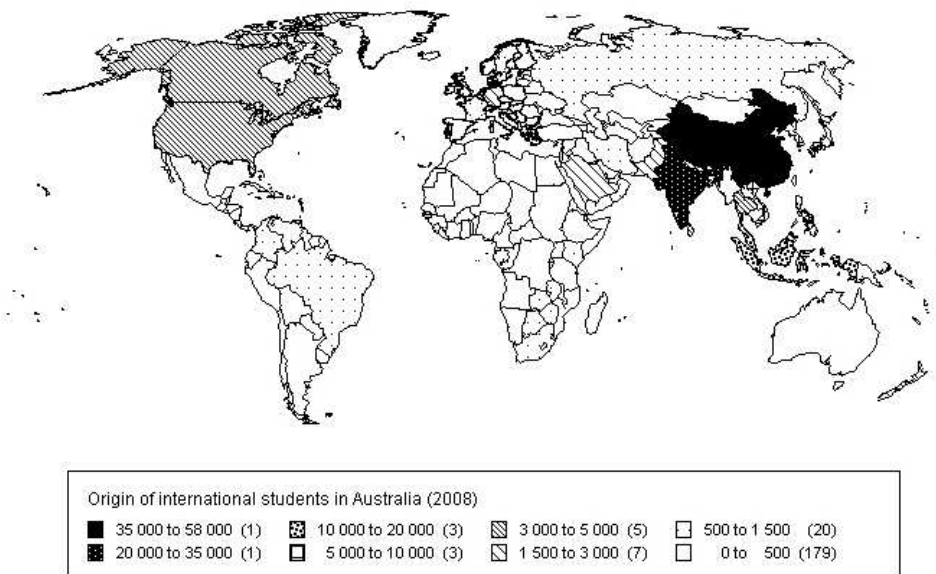 Origin of international students in Australia (2008)
35 000 to 58 000 (1) 10 000 to 20 000 (3) 3 000 to 5 000 (5) 500 to 1 500 (20)
20 000 to 35 000 (1) 5 000 to 10 000 (3) 1 500 to 3 000 (7) 0 to 500 (179)